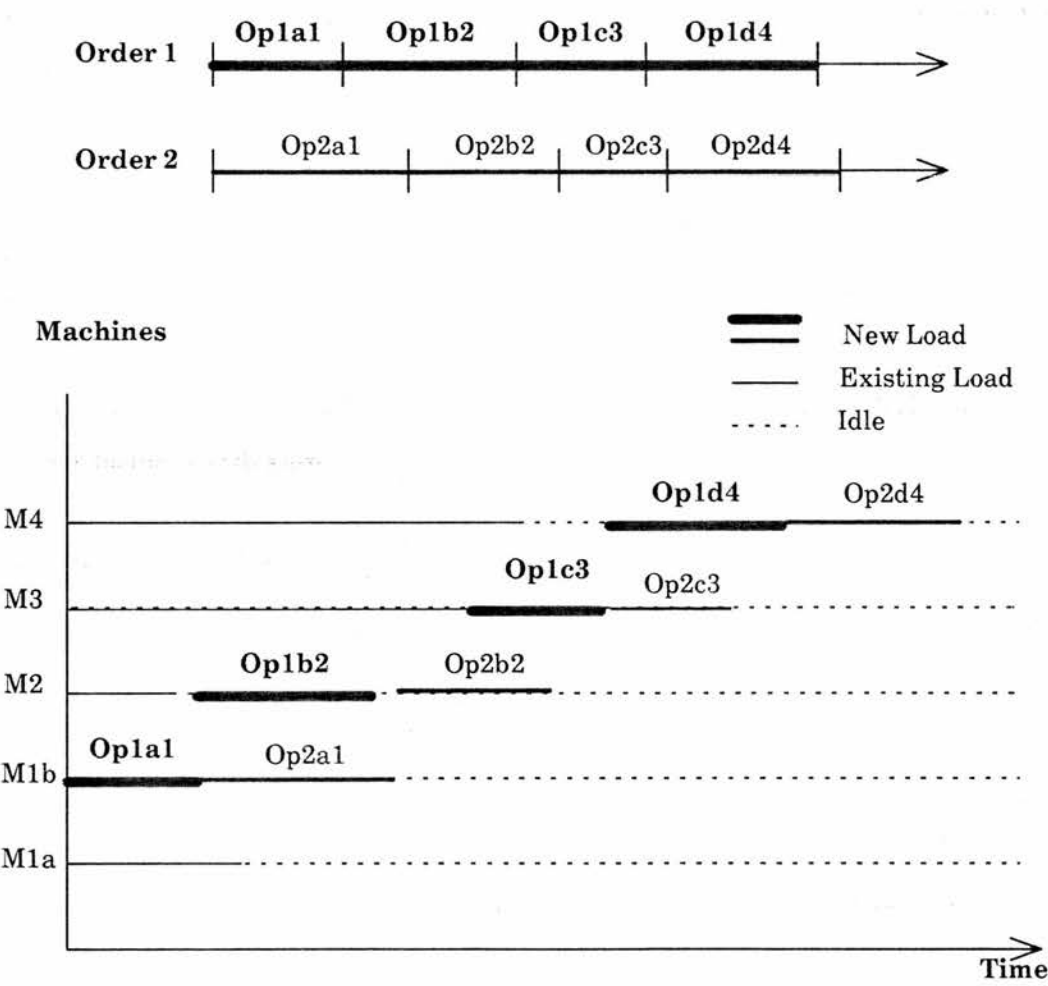 Op1a1 Op1b2 Op1c3 Op1d4
Order 1
Op2a1 Op2b2 Op2c3 Op2d4
Order 2
Machines
New Load
Existing Load
Idle
Op1d4 Op2d4
M4
Op1c3 Op2c3
M3
Op1b2 Op2b2
M2
Op1a1 Op2a1
M1b
M1a
Time